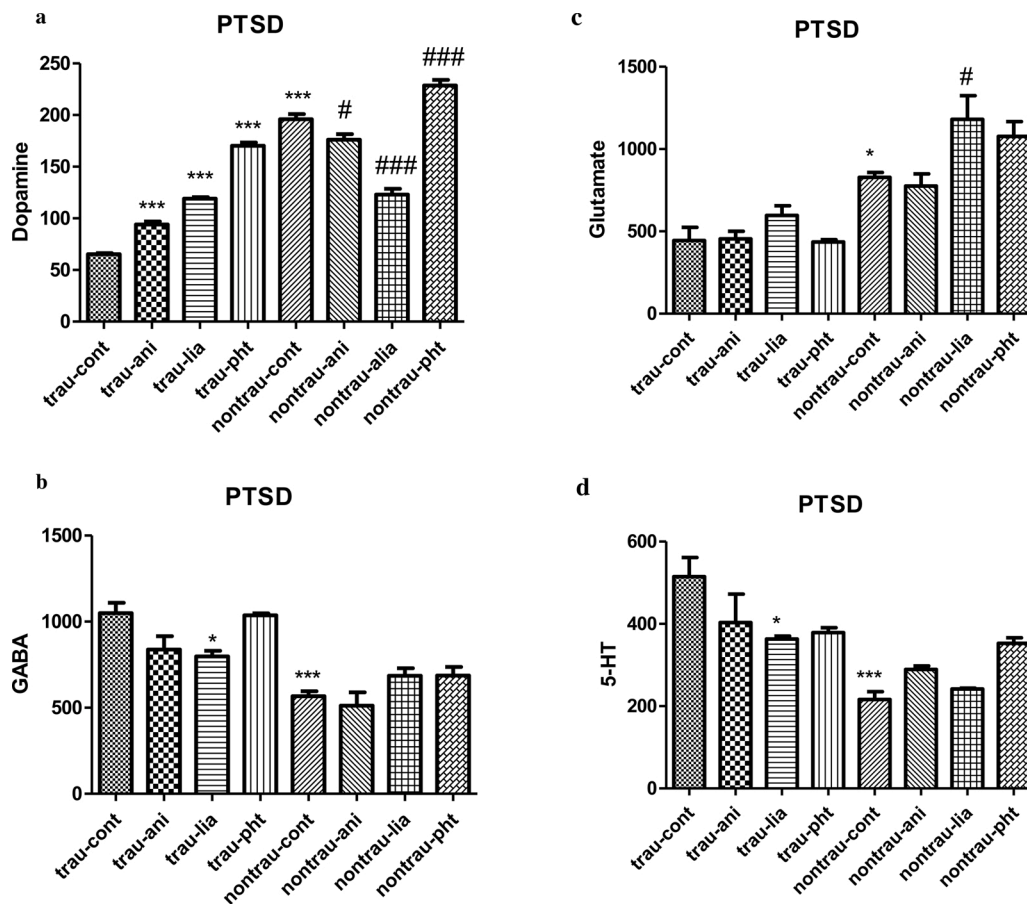 a
PTSD
Dopamine
250
200
150
100
50
0
***
***
***
***
#
###
###
trau-cont
trau-ani
trau-lia
trau-pht
nontrau-cont
nontrau-ani
nontrau-alia
nontrau-pht
c
PTSD
Glutamate
1500
1000
500
0
*
#
trau-cont
trau-ani
trau-lia
trau-pht
nontrau-cont
nontrau-ani
nontrau-lia
nontrau-pht
b
PTSD
GABA
1500
1000
500
0
*
***
trau-cont
trau-ani
trau-lia
trau-pht
nontrau-cont
nontrau-ani
nontrau-lia
nontrau-pht
d
PTSD
5-HT
600
400
200
0
*
***
trau-cont
trau-ani
trau-lia
trau-pht
nontrau-cont
nontrau-ani
nontrau-lia
nontrau-pht